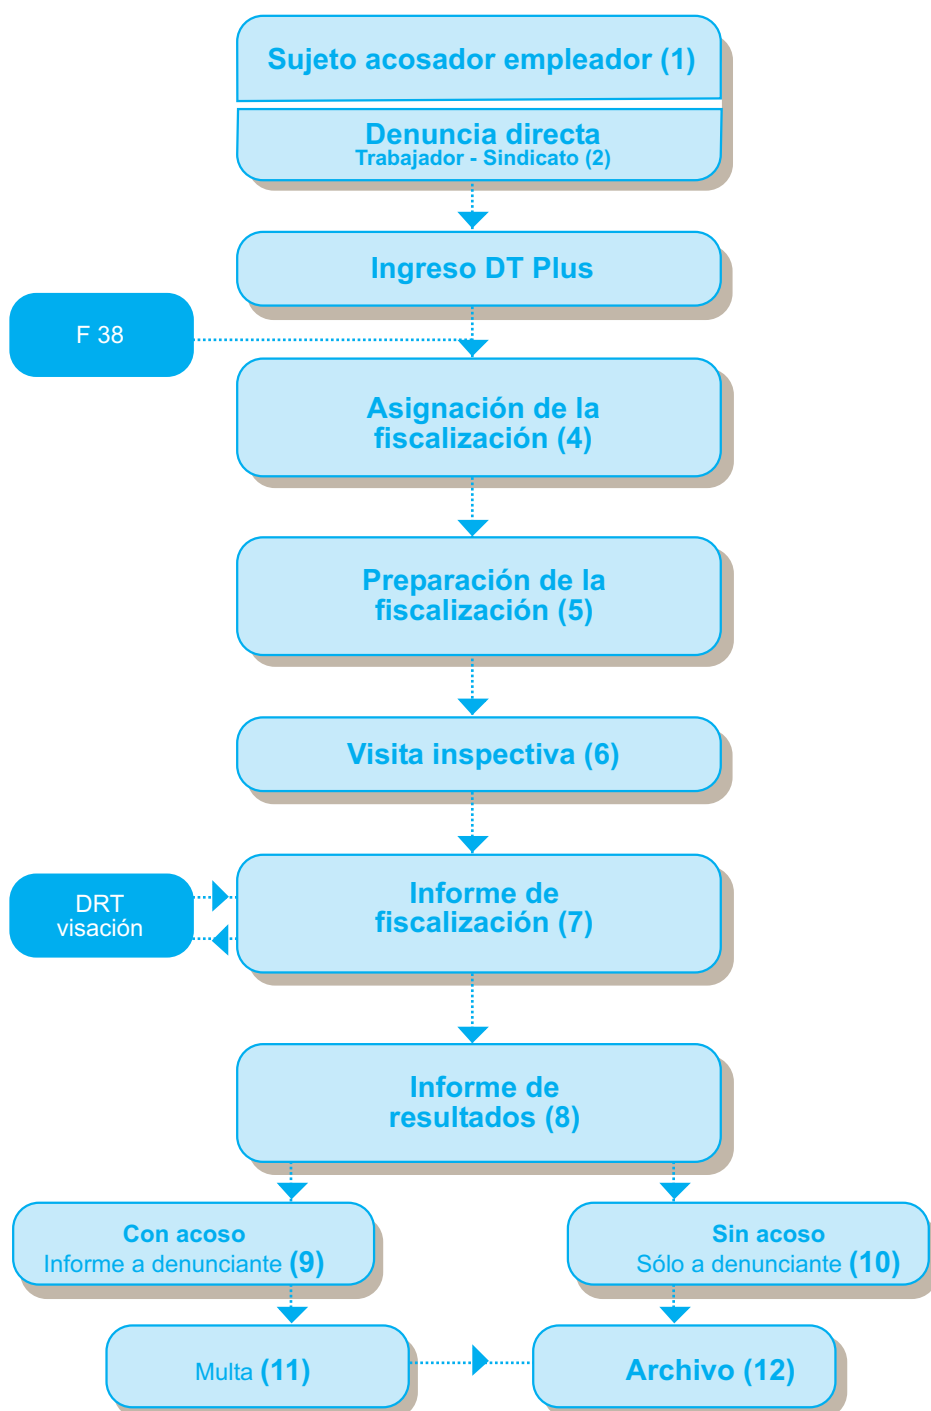 Sujeto acosador empleador (1)
Denuncia directa
Trabajador - Sindicato (2)
Ingreso DT Plus
F 38
Asignación de la
fiscalización (4)
Preparación de la
fiscalización (5)
Visita inspectiva (6)
DRT
visación
Informe de
fiscalización (7)
Informe de
resultados (8)
Con acoso
Informe a denunciante (9)
Sin acoso
Sólo a denunciante (10)
Multa (11)
Archivo (12)